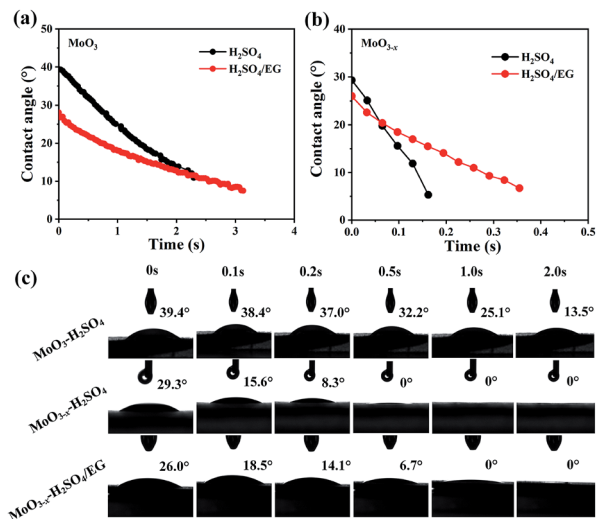 (a)
MoO₃
H₂SO₄
H₂SO₄/EG
Contact angle (°)
50
40
30
20
10
0
0 1 2 3 4
Time (s)
(b)
MoO₃₋ₓ
H₂SO₄
H₂SO₄/EG
Contact angle (°)
40
30
20
10
0
0.0 0.1 0.2 0.3 0.4 0.5
Time (s)
(c)
0s 0.1s 0.2s 0.5s 1.0s 2.0s
MoO₃-H₂SO₄
39.4° 38.4° 37.0° 32.2° 25.1° 13.5°
MoO₃₋ₓ-H₂SO₄
29.3° 15.6° 8.3° 0° 0° 0°
MoO₃₋ₓ-H₂SO₄/EG
26.0° 18.5° 14.1° 6.7° 0° 0°